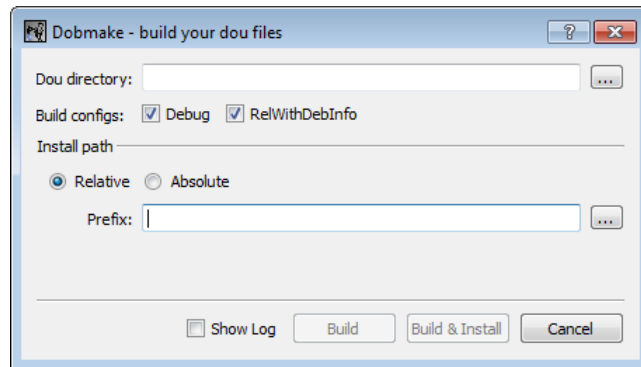 Dobmake - build your dou files
Dou directory: ...
Build configs: Debug RelWithDebInfo
Install path
Relative Absolute
Prefix: ...
Show Log Build Build & Install Cancel